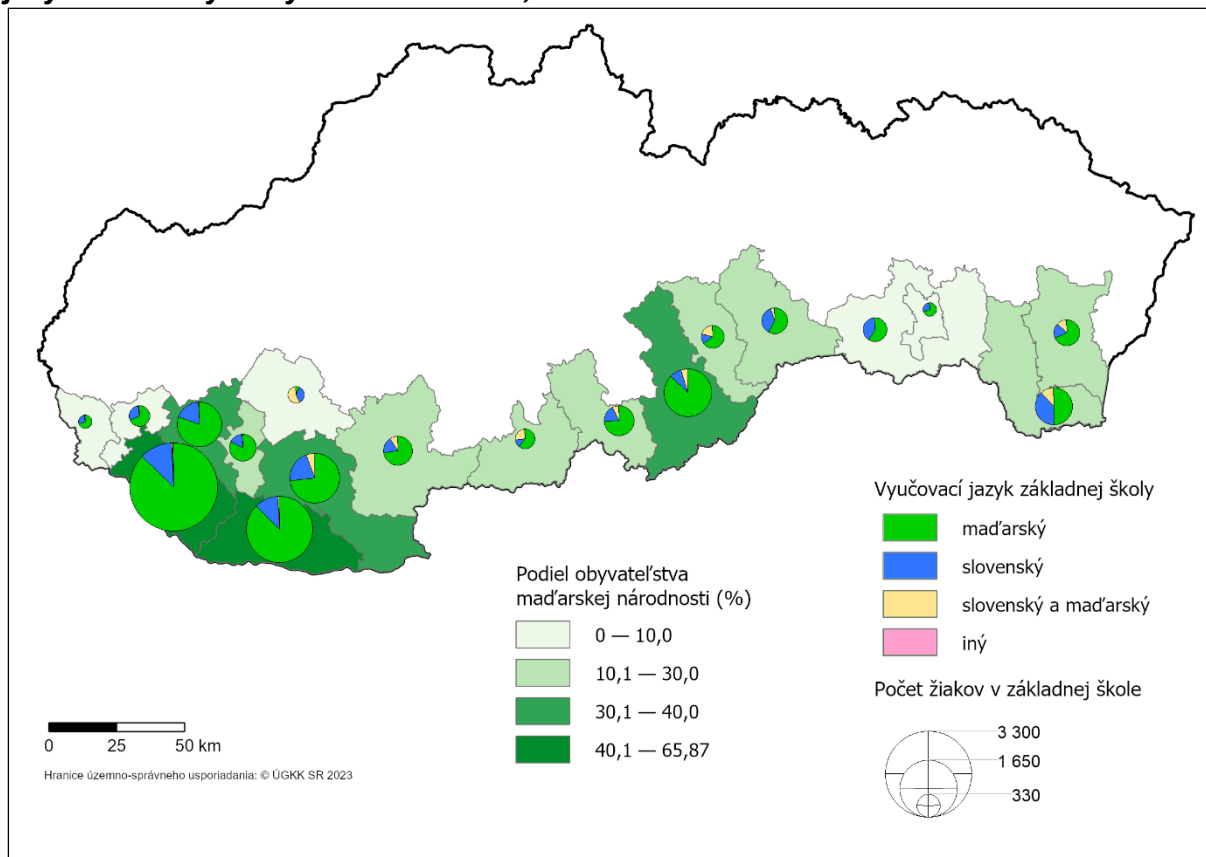 Vyučovací jazyk základnej školy
maďarský
slovenský
slovenský a maďarský
iný
Podiel obyvateľstva
maďarskej národnosti (%)
0 — 10,0
10,1 — 30,0
30,1 — 40,0
40,1 — 65,87
Počet žiakov v základnej škole
3 300
1 650
330
0 25 50 km
Hranice územno-správneho usporiadania: © ÚGKK SR 2023